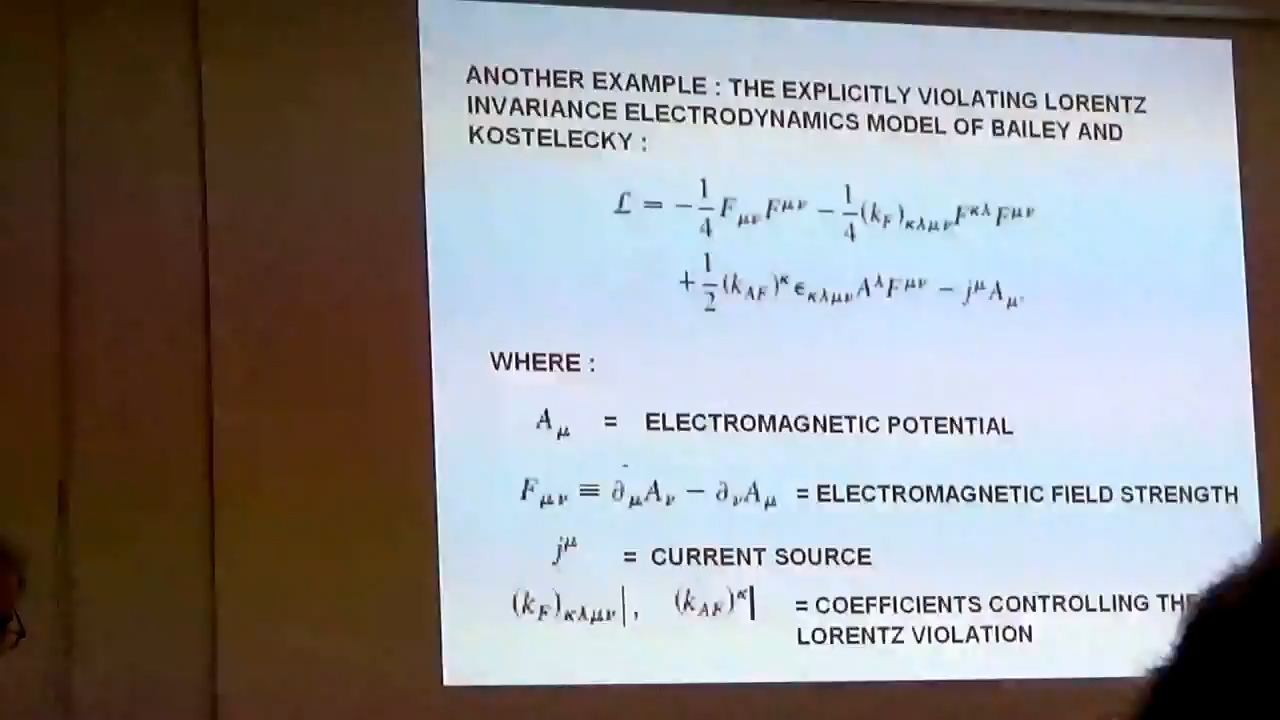 ANOTHER EXAMPLE : THE EXPLICITLY VIOLATING LORENTZ
INVARIANCE ELECTRODYNAMICS MODEL OF BAILEY AND
KOSTELECKY :
ℒ = −1/4 F_μν F^μν − 1/4 (k_F)_κλμν F^κλ F^μν
+ 1/2 (k_AF)^κ ϵ_κλμν A^λ F^μν − j^μ A_μ.
WHERE :
A_μ = ELECTROMAGNETIC POTENTIAL
F_μν ≡ ∂_μ A_ν − ∂_ν A_μ = ELECTROMAGNETIC FIELD STRENGTH
j^μ = CURRENT SOURCE
(k_F)_κλμν|, (k_AF)^κ| = COEFFICIENTS CONTROLLING THE
LORENTZ VIOLATION